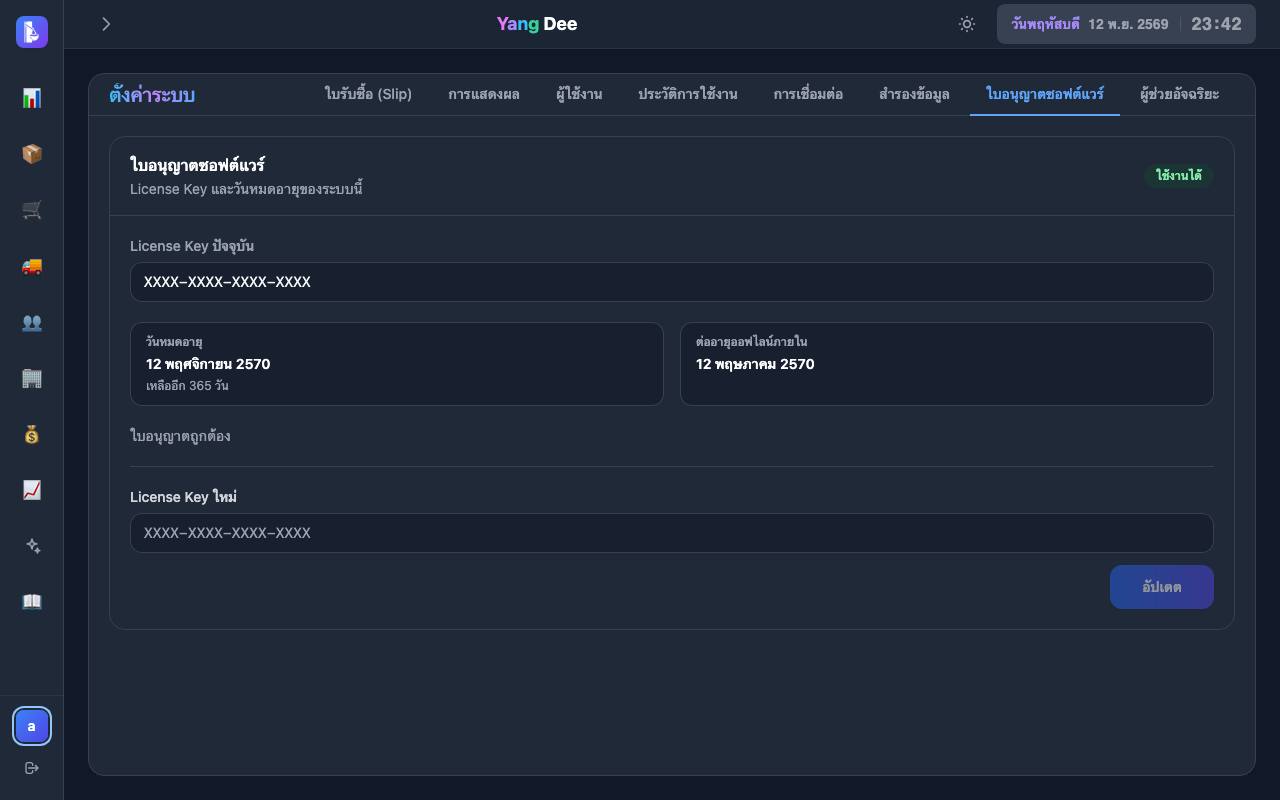 Yang Dee
วันพฤหัสบดี 12 พ.ย. 2569 23:42
ตั้งค่าระบบ
ใบรับซื้อ (Slip) การแสดงผล ผู้ใช้งาน ประวัติการใช้งาน การเชื่อมต่อ สำรองข้อมูล ใบอนุญาตซอฟต์แวร์ ผู้ช่วยอัจฉริยะ
ใบอนุญาตซอฟต์แวร์
License Key และวันหมดอายุของระบบนี้
ใช้งานได้
License Key ปัจจุบัน
XXXX-XXXX-XXXX-XXXX
วันหมดอายุ
12 พฤศจิกายน 2570
เหลืออีก 365 วัน
ต่ออายุออฟไลน์ภายใน
12 พฤษภาคม 2570
ใบอนุญาตถูกต้อง
License Key ใหม่
XXXX-XXXX-XXXX-XXXX
อัปเดต
a